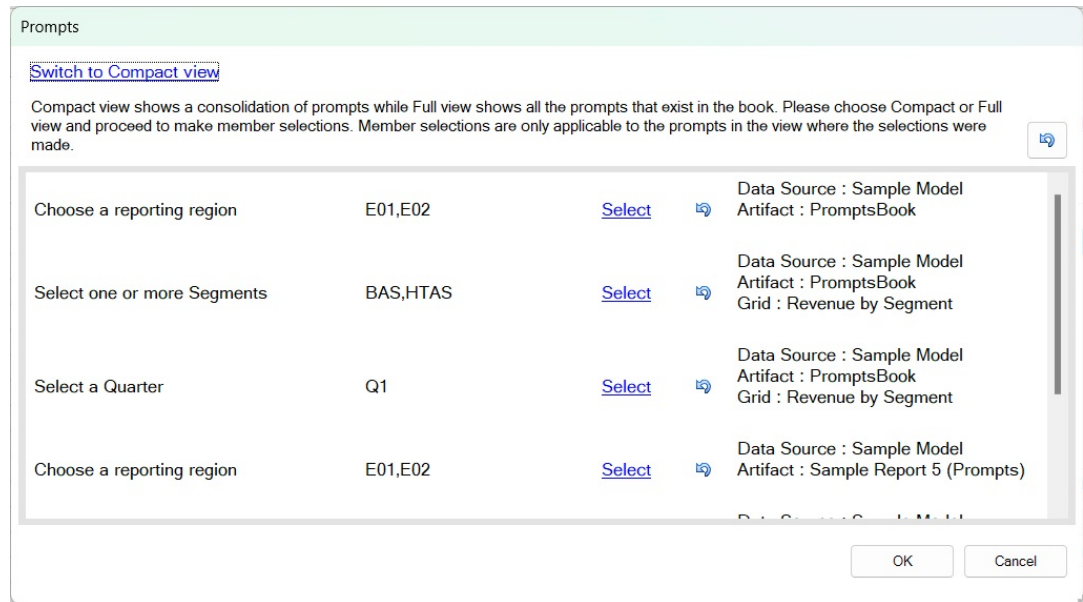 Prompts
Switch to Compact view
Compact view shows a consolidation of prompts while Full view shows all the prompts that exist in the book. Please choose Compact or Full
view and proceed to make member selections. Member selections are only applicable to the prompts in the view where the selections were
made.
Data Source : Sample Model
Choose a reporting region E01,E02 Select Artifact : PromptsBook
Data Source : Sample Model
Select one or more Segments BAS,HTAS Select Artifact : PromptsBook
Grid : Revenue by Segment
Data Source : Sample Model
Select a Quarter Q1 Select Artifact : PromptsBook
Grid : Revenue by Segment
Data Source : Sample Model
Choose a reporting region E01,E02 Select Artifact : Sample Report 5 (Prompts)
OK Cancel